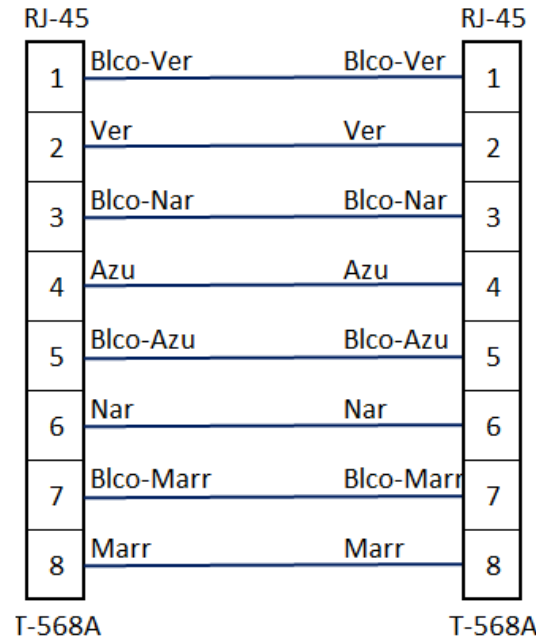 RJ-45 RJ-45
1 Blco-Ver Blco-Ver 1
2 Ver Ver 2
3 Blco-Nar Blco-Nar 3
4 Azu Azu 4
5 Blco-Azu Blco-Azu 5
6 Nar Nar 6
7 Blco-Marr Blco-Marr 7
8 Marr Marr 8
T-568A T-568A